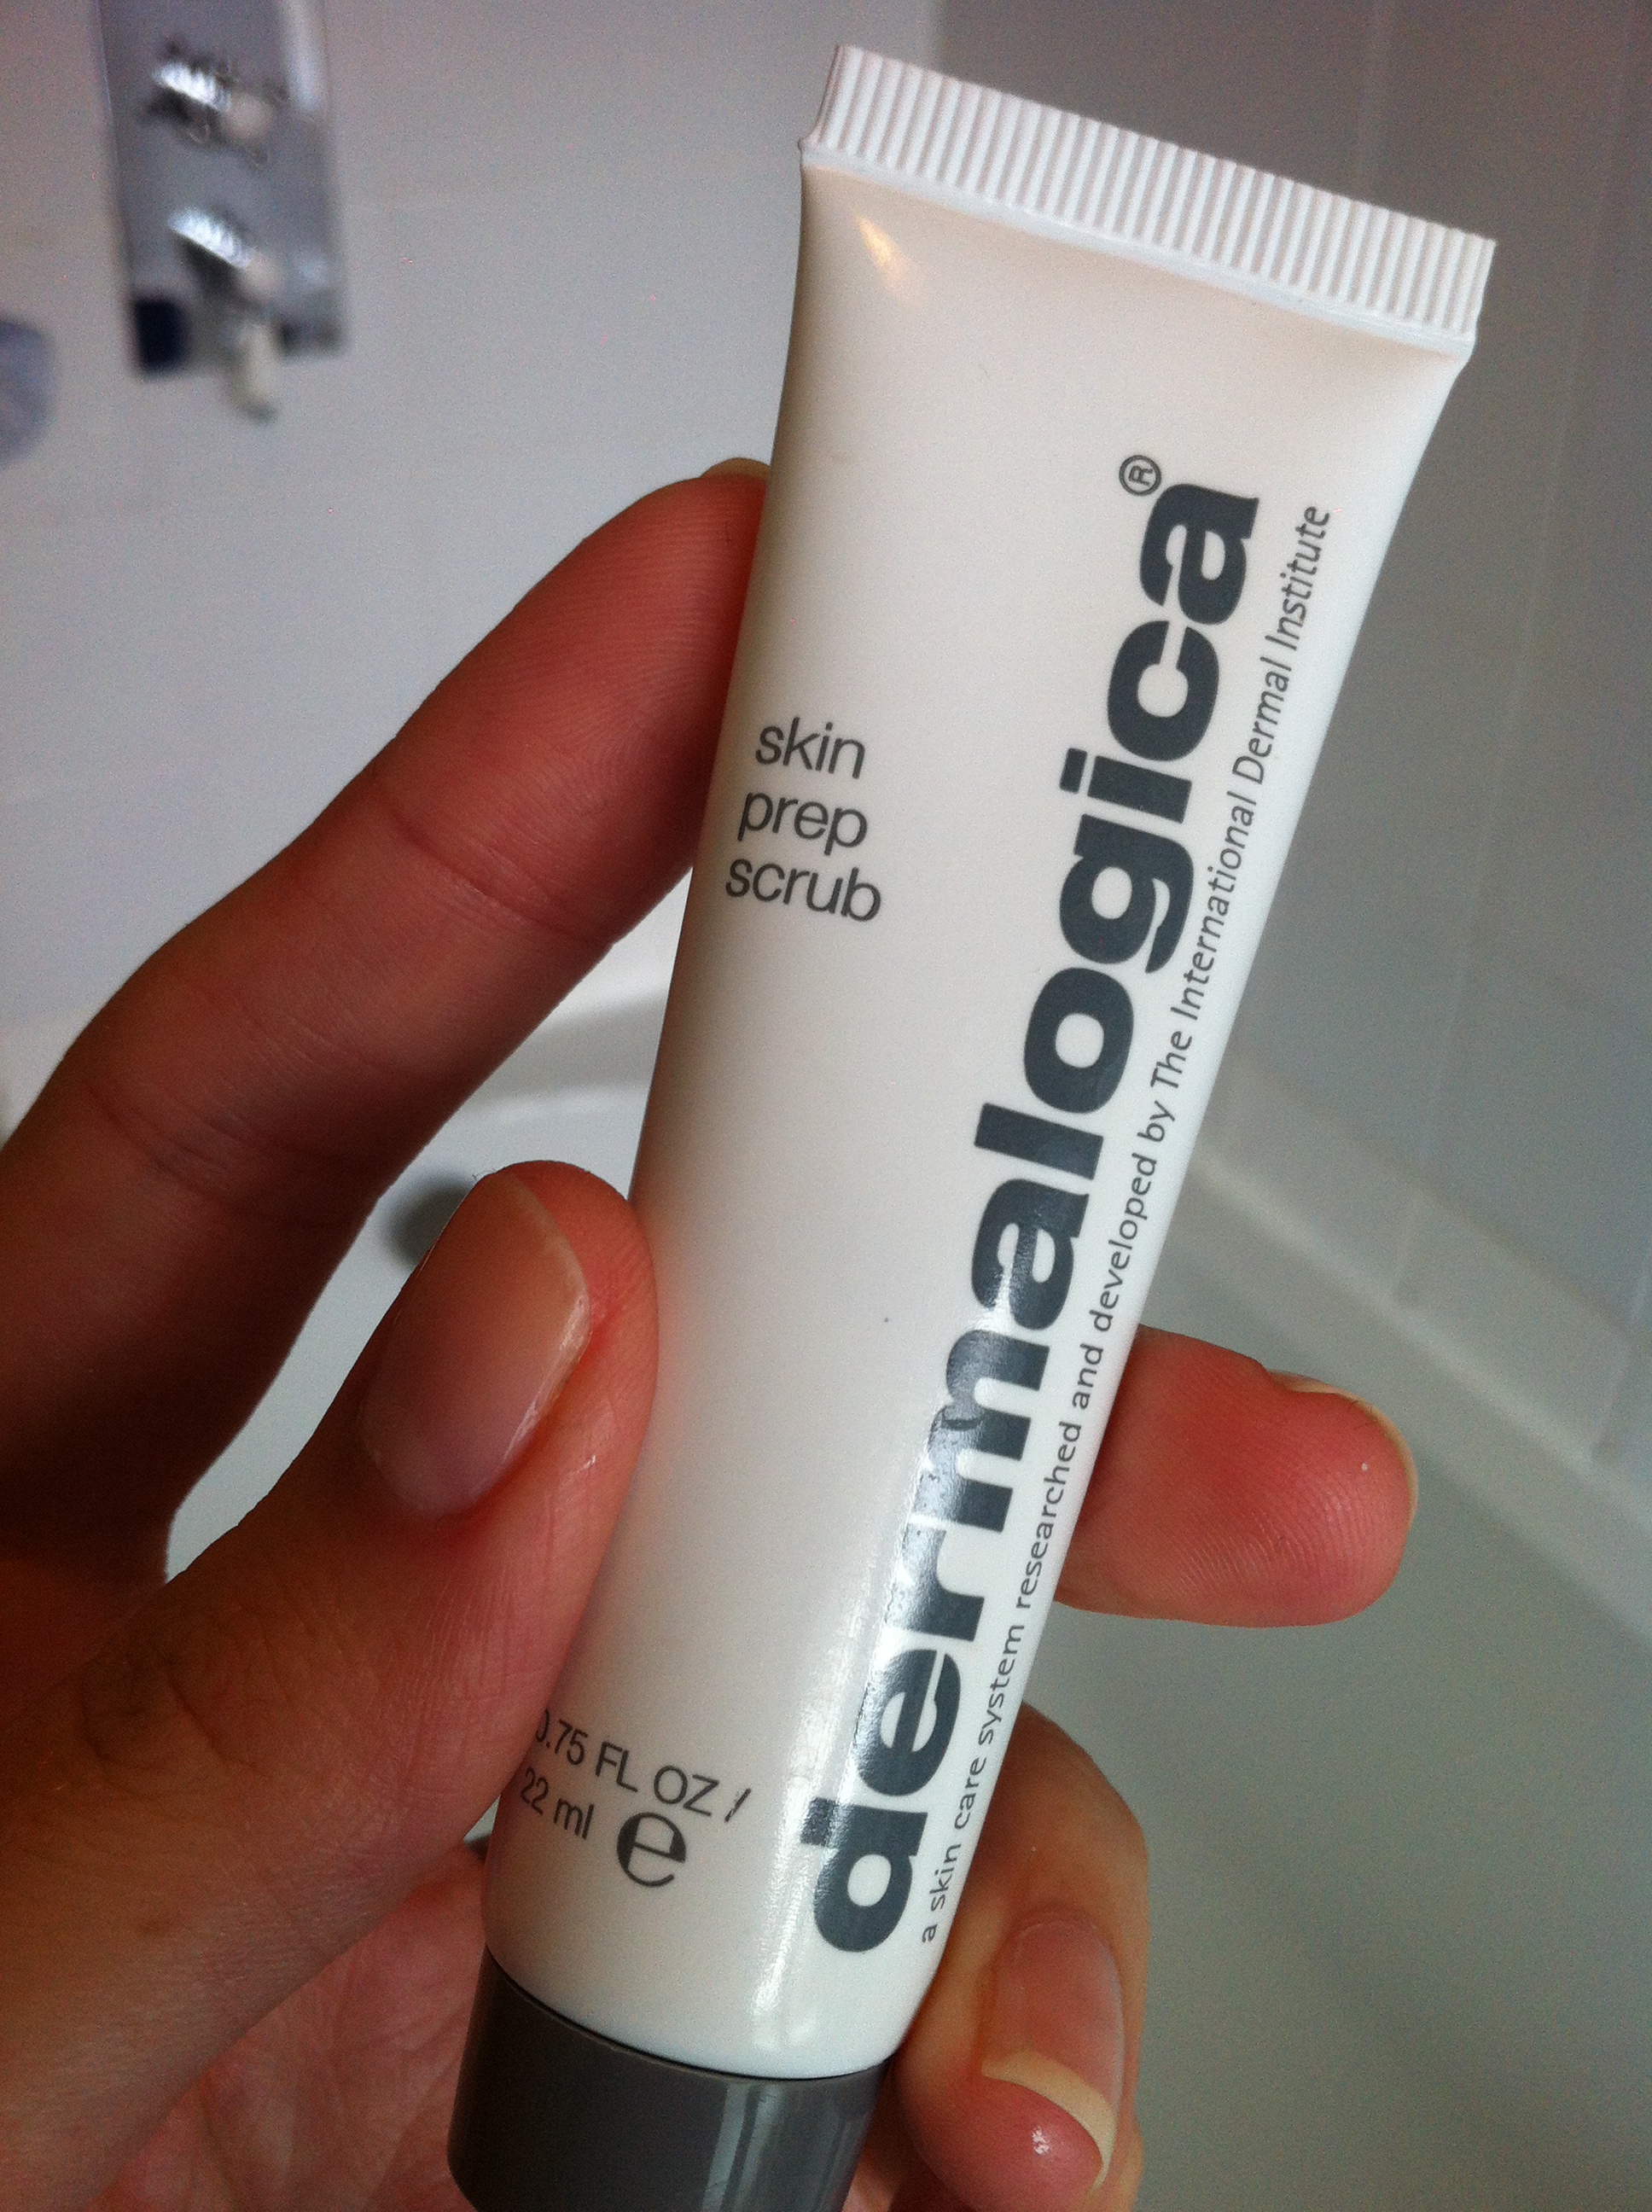 skin
prep
scrub
dermalogica®
a skin care system researched and developed by The International Dermal Institute
0.75 FL OZ /
22 ml e